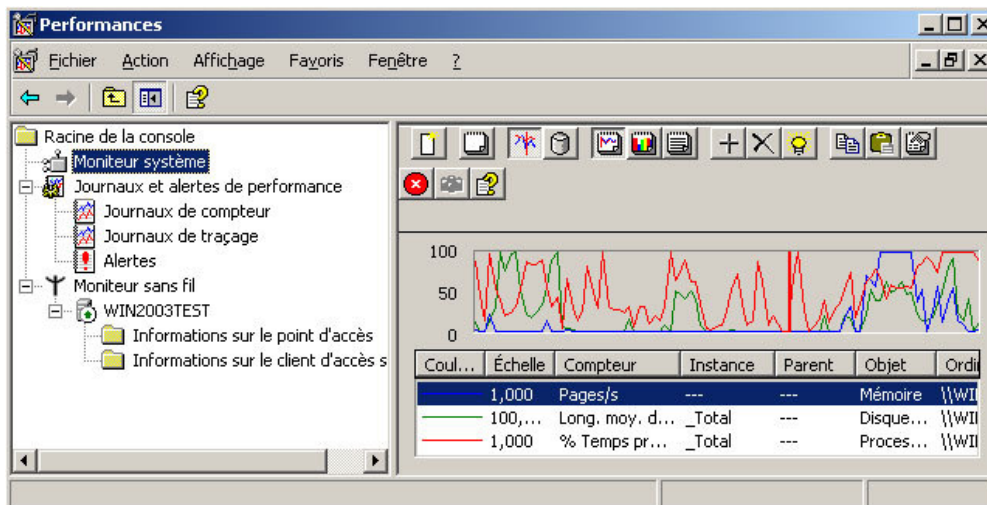 Performances
Fichier Action Affichage Favoris Fenêtre ?
Racine de la console
Moniteur système
Journaux et alertes de performance
Journaux de compteur
Journaux de traçage
Alertes
Moniteur sans fil
WIN2003TEST
Informations sur le point d'accès
Informations sur le client d'accès s
100
50
0
Coul... Échelle Compteur Instance Parent Objet Ordi
1,000 Pages/s --- --- Mémoire \\WI
100,... Long. moy. d... _Total --- Disque... \\WI
1,000 % Temps pr... _Total --- Proces... \\WI